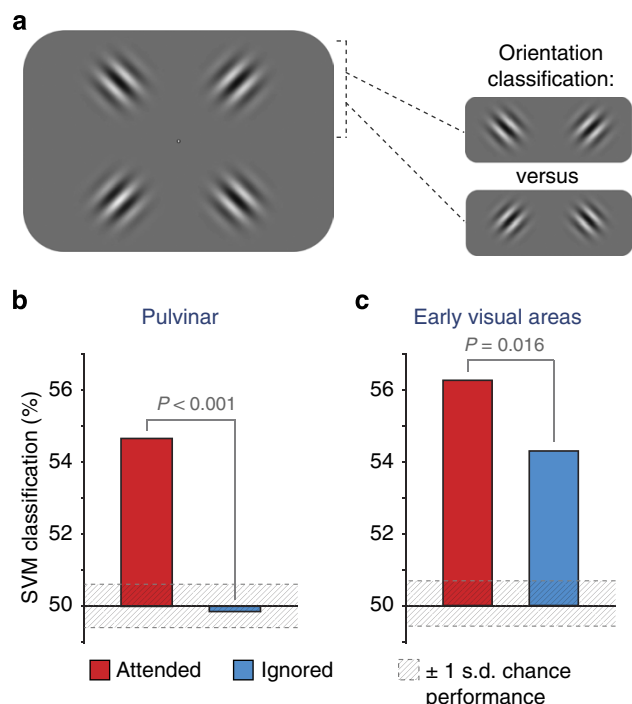 a
Orientation
classification:
versus
b
Pulvinar
c
Early visual areas
SVM classification (%)
56
54
52
50
P < 0.001
56
54
52
50
P = 0.016
Attended
Ignored
± 1 s.d. chance
performance